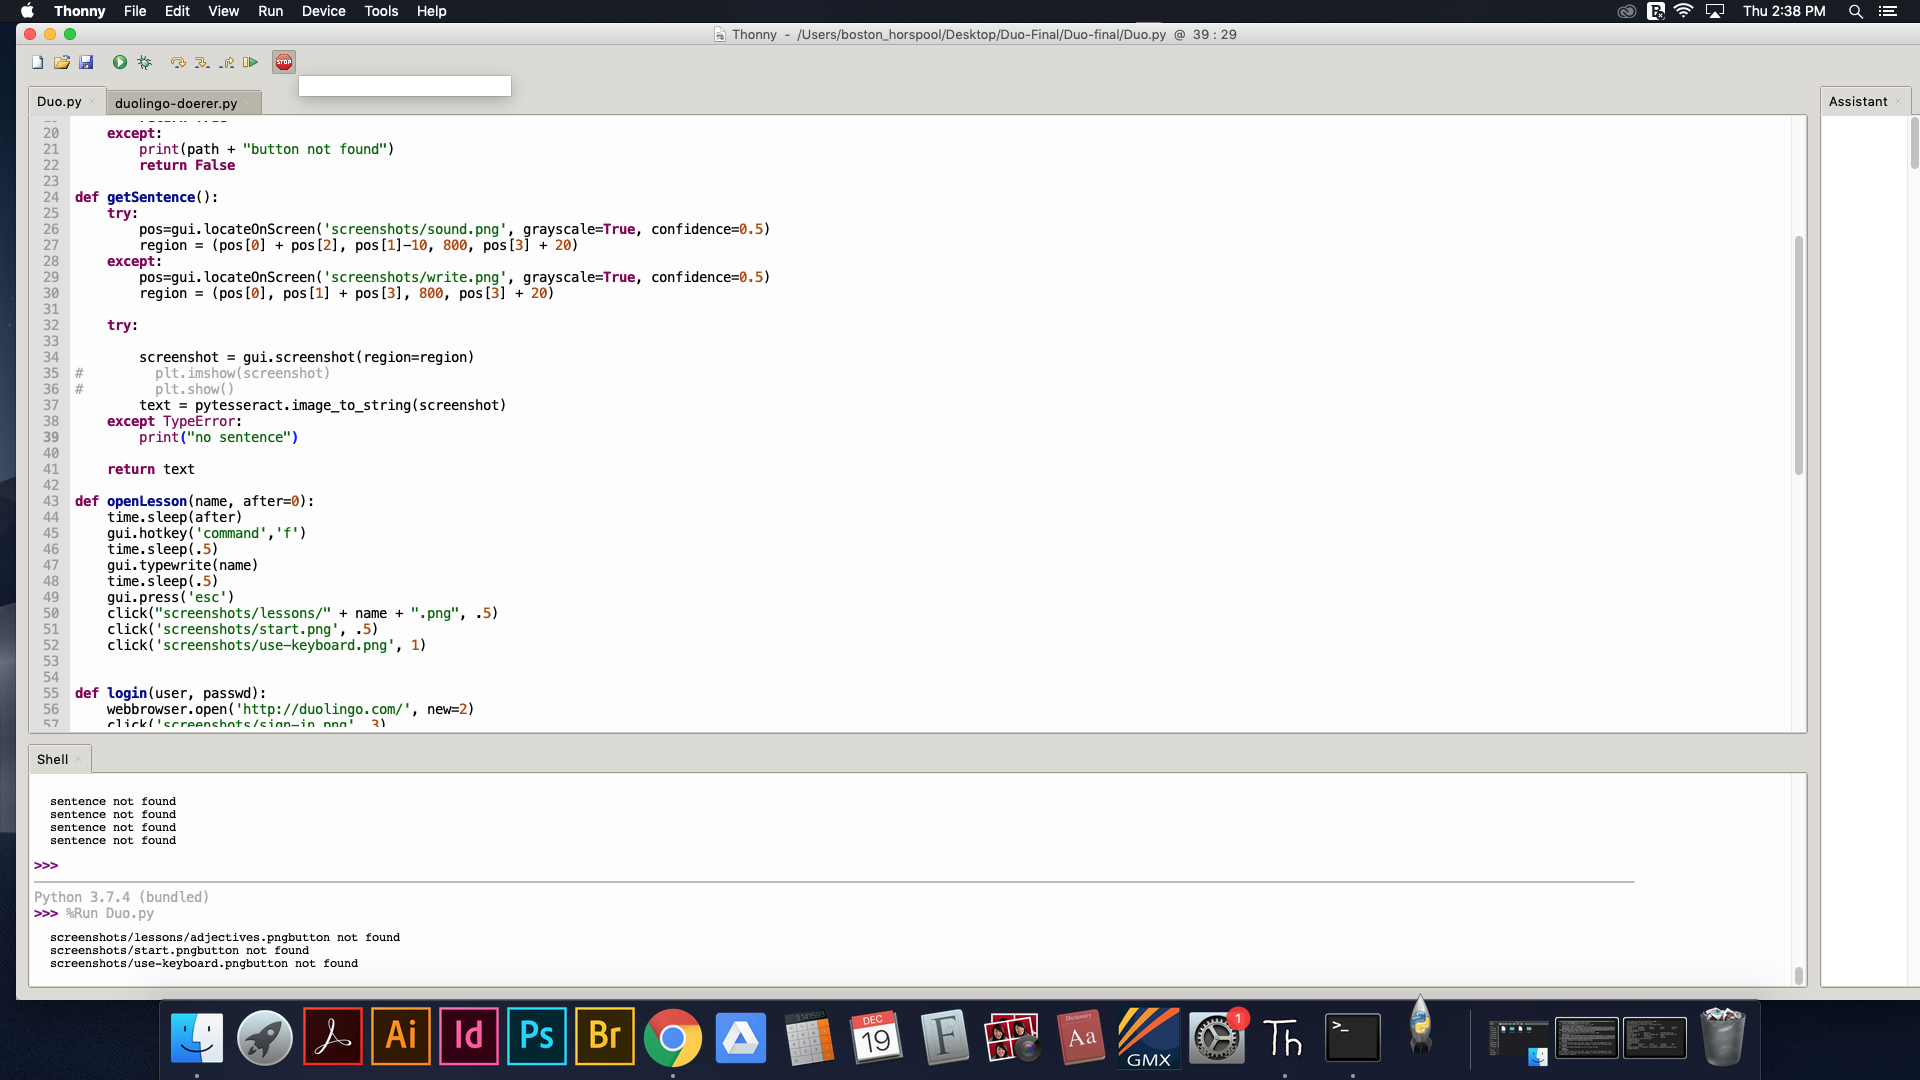 Thonny File Edit View Run Device Tools Help Thu 2:38 PM
Thonny - /Users/boston_horspool/Desktop/Duo-Final/Duo-final/Duo.py @ 39 : 29
STOP
Duo.py duolingo-doerer.py Assistant
20 except:
21 print(path + "button not found")
22 return False
23
24 def getSentence():
25 try:
26 pos=gui.locateOnScreen('screenshots/sound.png', grayscale=True, confidence=0.5)
27 region = (pos[0] + pos[2], pos[1]-10, 800, pos[3] + 20)
28 except:
29 pos=gui.locateOnScreen('screenshots/write.png', grayscale=True, confidence=0.5)
30 region = (pos[0], pos[1] + pos[3], 800, pos[3] + 20)
31
32 try:
33
34 screenshot = gui.screenshot(region=region)
35 # plt.imshow(screenshot)
36 # plt.show()
37 text = pytesseract.image_to_string(screenshot)
38 except TypeError:
39 print("no sentence")
40
41 return text
42
43 def openLesson(name, after=0):
44 time.sleep(after)
45 gui.hotkey('command','f')
46 time.sleep(.5)
47 gui.typewrite(name)
48 time.sleep(.5)
49 gui.press('esc')
50 click("screenshots/lessons/" + name + ".png", .5)
51 click('screenshots/start.png', .5)
52 click('screenshots/use-keyboard.png', 1)
53
54
55 def login(user, passwd):
56 webbrowser.open('http://duolingo.com/', new=2)
57 click('screenshots/sign-in.png', 3)
Shell
sentence not found
sentence not found
sentence not found
sentence not found
>>>
Python 3.7.4 (bundled)
>>> %Run Duo.py
screenshots/lessons/adjectives.pngbutton not found
screenshots/start.pngbutton not found
screenshots/use-keyboard.pngbutton not found
Ai Id Ps Br 3.141593 DEC 19 F Dictionary Aa GMX 1 Th >_